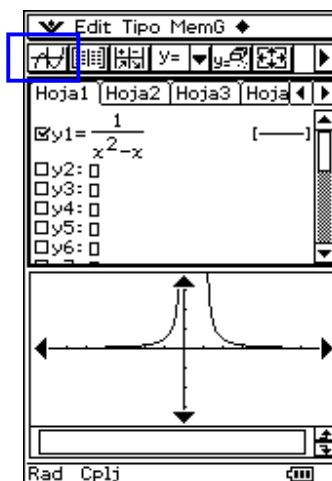 Edit Tipo MemG
y=
Hoja1 Hoja2 Hoja3 Hoja
y1=1/x²-x [—]
y2:
y3:
y4:
y5:
y6:
Rad Cplj